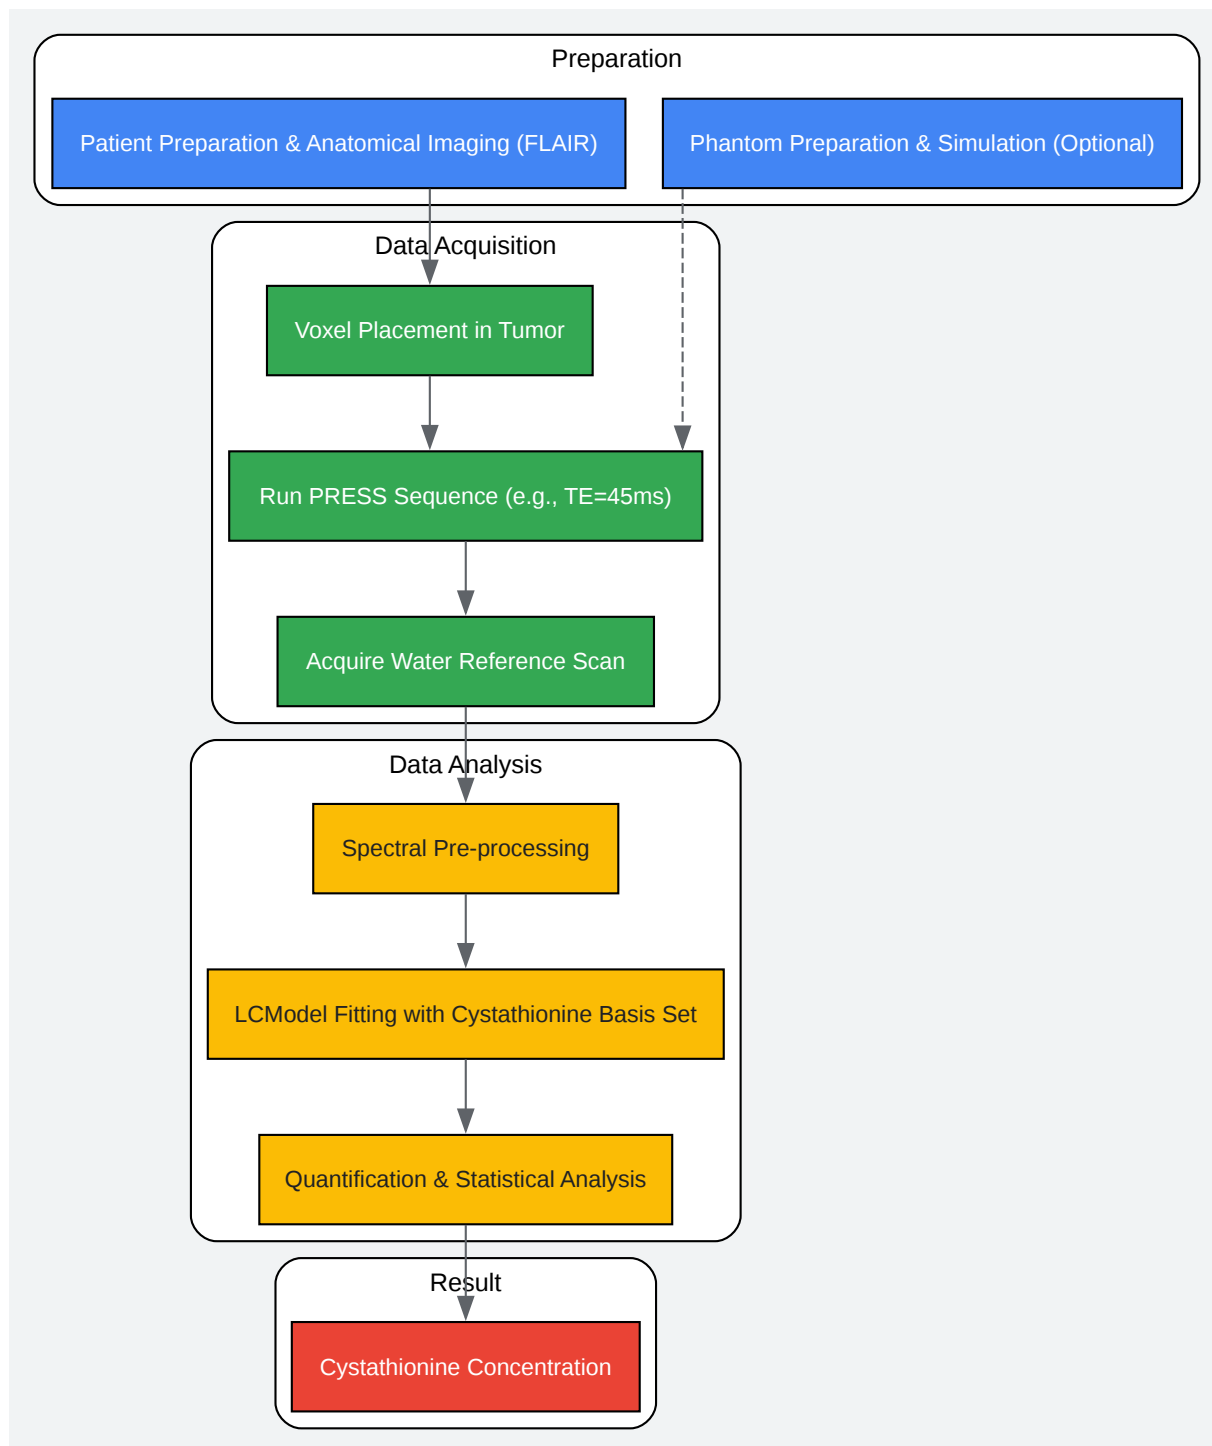 Preparation
Patient Preparation & Anatomical Imaging (FLAIR)
Phantom Preparation & Simulation (Optional)
Data Acquisition
Voxel Placement in Tumor
Run PRESS Sequence (e.g., TE=45ms)
Acquire Water Reference Scan
Data Analysis
Spectral Pre-processing
LCModel Fitting with Cystathionine Basis Set
Quantification & Statistical Analysis
Result
Cystathionine Concentration